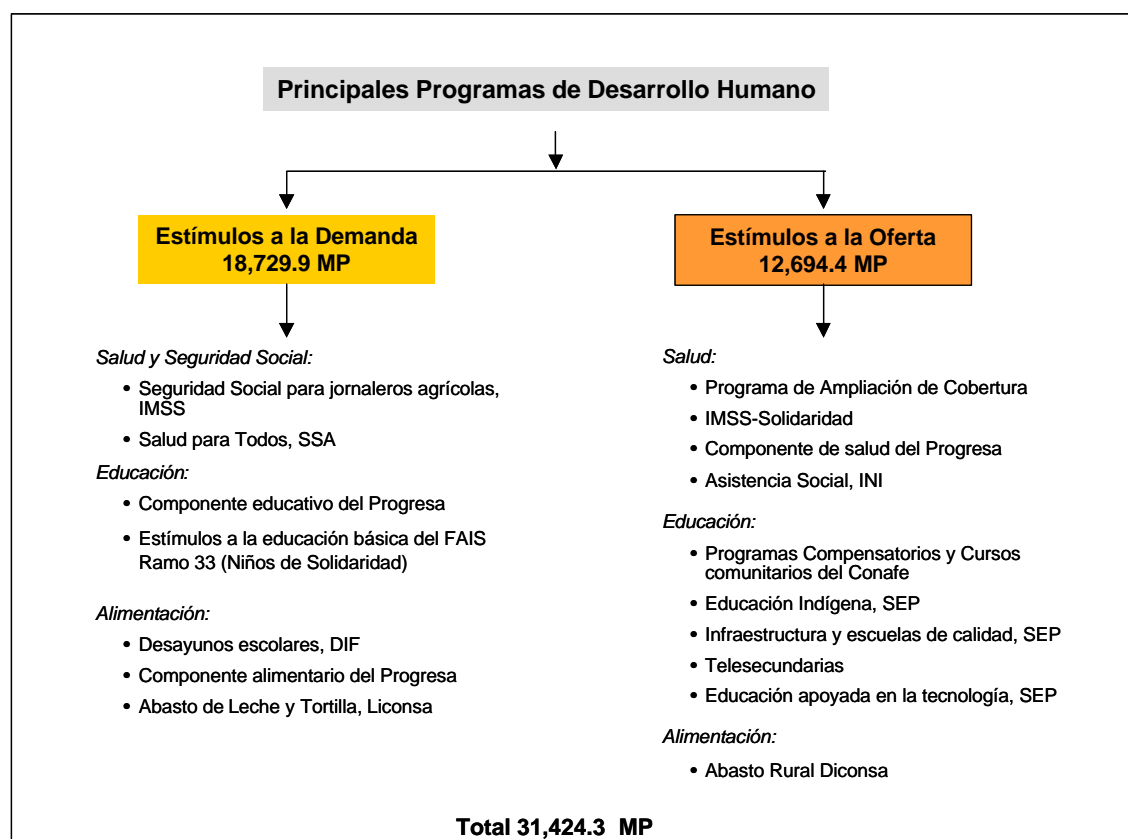 Principales Programas de Desarrollo Humano
Estímulos a la Demanda
18,729.9 MP
Salud y Seguridad Social:
• Seguridad Social para jornaleros agrícolas,
IMSS
• Salud para Todos, SSA
Educación:
• Componente educativo del Progresa
• Estímulos a la educación básica del FAIS
Ramo 33 (Niños de Solidaridad)
Alimentación:
• Desayunos escolares, DIF
• Componente alimentario del Progresa
• Abasto de Leche y Tortilla, Liconsa
Estímulos a la Oferta
12,694.4 MP
Salud:
• Programa de Ampliación de Cobertura
• IMSS-Solidaridad
• Componente de salud del Progresa
• Asistencia Social, INI
Educación:
• Programas Compensatorios y Cursos
comunitarios del Conafe
• Educación Indígena, SEP
• Infraestructura y escuelas de calidad, SEP
• Telesecundarias
• Educación apoyada en la tecnología, SEP
Alimentación:
• Abasto Rural Diconsa
Total 31,424.3 MP